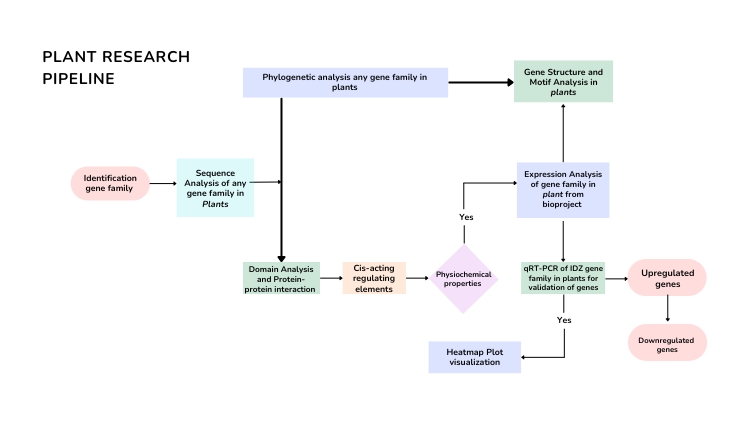 PLANT RESEARCH
PIPELINE
Phylogenetic analysis any gene family in
plants
Gene Structure and
Motif Analysis in
plants
Identification
gene family
Sequence
Analysis of any
gene family in
Plants
Expression Analysis
of gene family in
plant from
bioproject
Yes
Domain Analysis
and Protein-
protein interaction
Cis-acting
regulating
elements
Physiochemical
properties
qRT-PCR of IDZ gene
family in plants for
validation of genes
Upregulated
genes
Yes
Downregulated
genes
Heatmap Plot
visualization